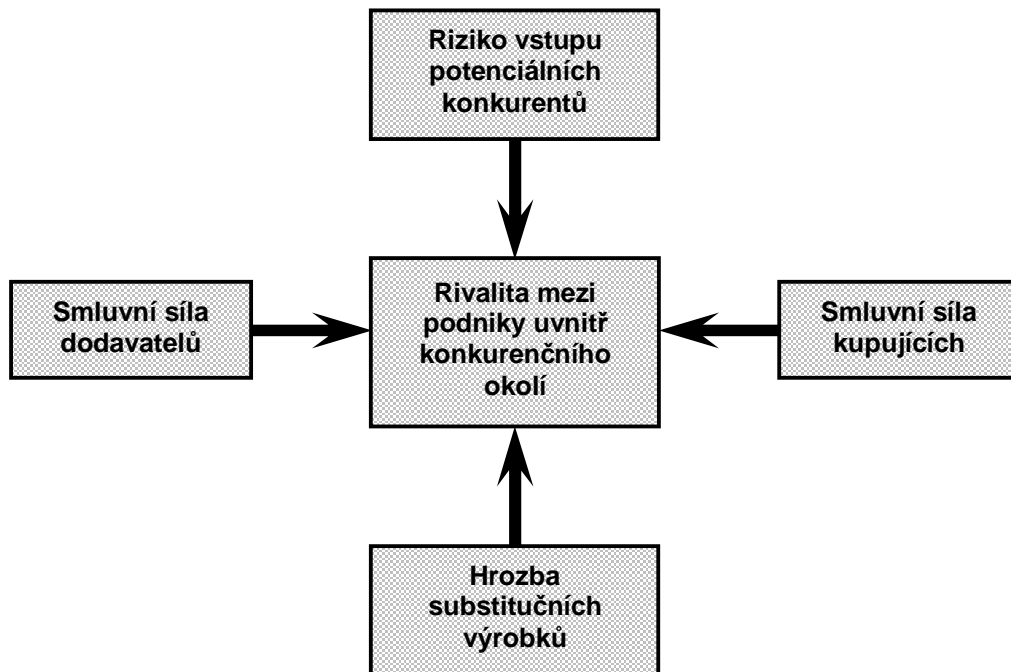 Riziko vstupu
potenciálních
konkurentů
Smluvní síla
dodavatelů
Rivalita mezi
podniky uvnitř
konkurenčního
okolí
Smluvní síla
kupujících
Hrozba
substitučních
výrobků